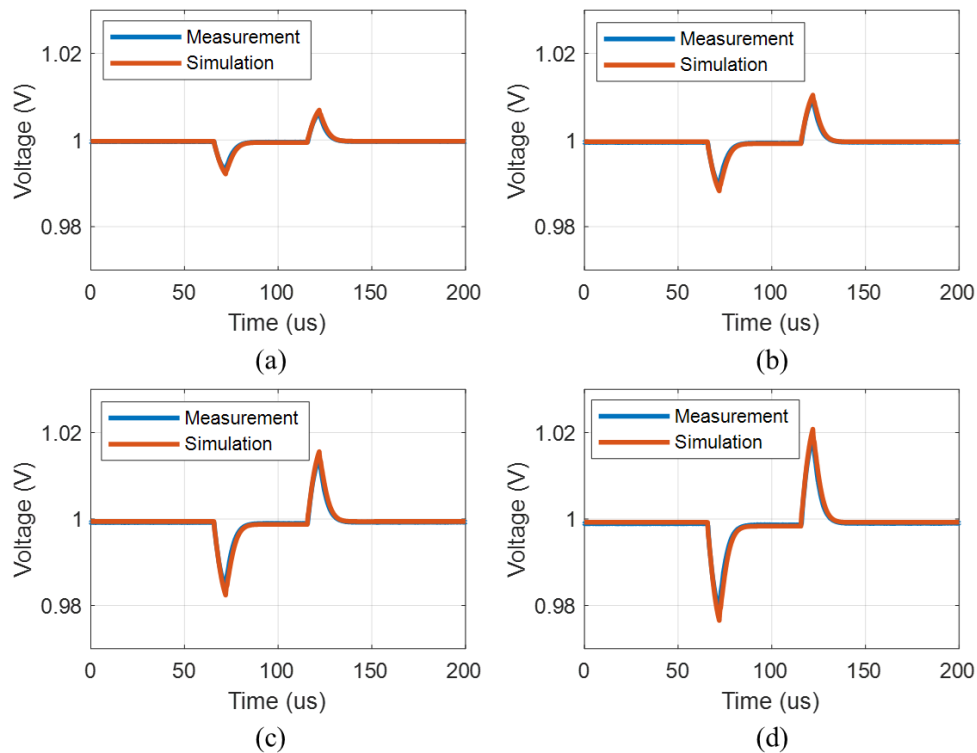 Measurement
Simulation
Voltage (V)
1.02
1
0.98
0 50 100 150 200
Time (us)
(a)
Measurement
Simulation
Voltage (V)
1.02
1
0.98
0 50 100 150 200
Time (us)
(b)
Measurement
Simulation
Voltage (V)
1.02
1
0.98
0 50 100 150 200
Time (us)
(c)
Measurement
Simulation
Voltage (V)
1.02
1
0.98
0 50 100 150 200
Time (us)
(d)